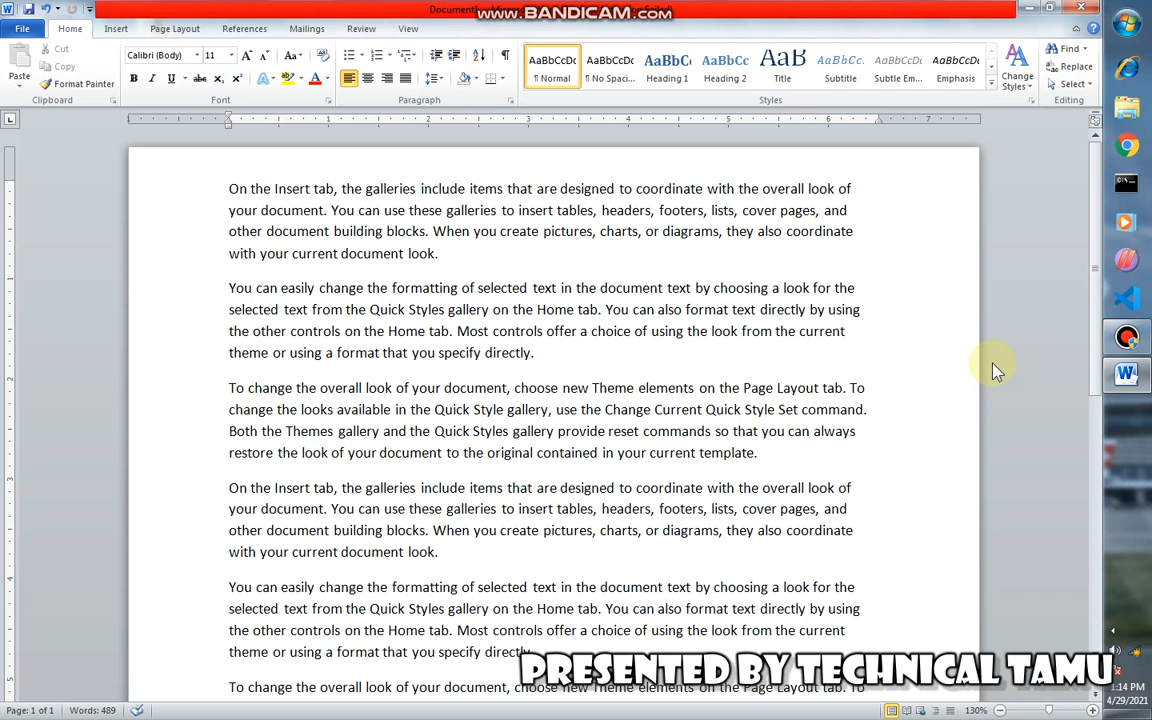 www.BANDICAM.com
File Home Insert Page Layout References Mailings Review View
Paste
Cut
Copy
Format Painter
Clipboard
Calibri (Body) 11
Font
Paragraph
AaBbCcDc AaBbCcDc AaBbC AaBbCc AaB AaBbCc. AaBbCcDc AaBbCcDc
¶ Normal ¶ No Spaci... Heading 1 Heading 2 Title Subtitle Subtle Em... Emphasis
Styles
Change
Styles
Find
Replace
Select
Editing
1 2 3 4 5 6 7
On the Insert tab, the galleries include items that are designed to coordinate with the overall look of
your document. You can use these galleries to insert tables, headers, footers, lists, cover pages, and
other document building blocks. When you create pictures, charts, or diagrams, they also coordinate
with your current document look.
You can easily change the formatting of selected text in the document text by choosing a look for the
selected text from the Quick Styles gallery on the Home tab. You can also format text directly by using
the other controls on the Home tab. Most controls offer a choice of using the look from the current
theme or using a format that you specify directly.
To change the overall look of your document, choose new Theme elements on the Page Layout tab. To
change the looks available in the Quick Style gallery, use the Change Current Quick Style Set command.
Both the Themes gallery and the Quick Styles gallery provide reset commands so that you can always
restore the look of your document to the original contained in your current template.
On the Insert tab, the galleries include items that are designed to coordinate with the overall look of
your document. You can use these galleries to insert tables, headers, footers, lists, cover pages, and
other document building blocks. When you create pictures, charts, or diagrams, they also coordinate
with your current document look.
You can easily change the formatting of selected text in the document text by choosing a look for the
selected text from the Quick Styles gallery on the Home tab. You can also format text directly by using
the other controls on the Home tab. Most controls offer a choice of using the look from the current
theme or using a format that you specify directly.
PRESENTED BY TECHNICAL TAMU
To change the overall look of your document, choose new Theme elements on the Page Layout tab. To
Page: 1 of 1 Words: 489 130%
1:14 PM
4/29/2021